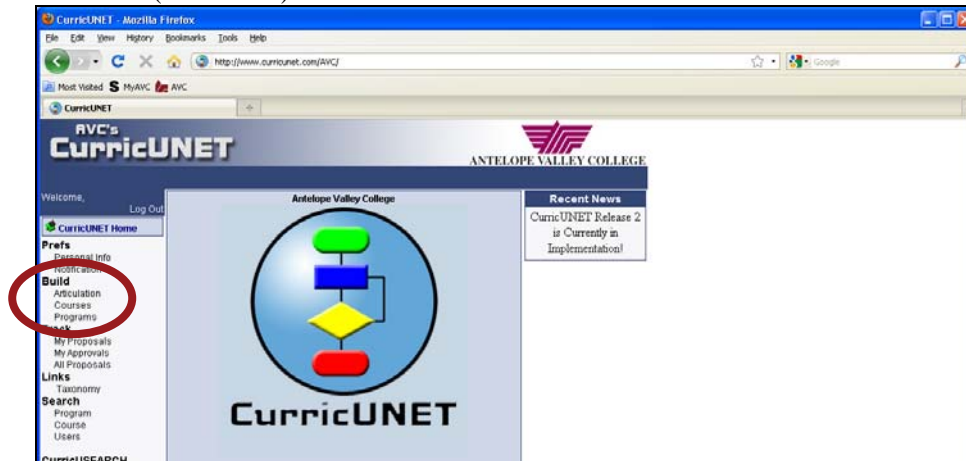 CurricUNET - Mozilla Firefox
File Edit View History Bookmarks Tools Help
http://www.curricunet.com/AVC/
Google
Most Visited S MyAVC AVC
CurricUNET
AVC's
CurricUNET
ANTELOPE VALLEY COLLEGE
Welcome,
Log Out
CurricUNET Home
Prefs
Personal Info
Notification
Build
Articulation
Courses
Programs
Track
My Proposals
My Approvals
All Proposals
Links
Taxonomy
Search
Program
Course
Users
CurricUSEARCH
Antelope Valley College
CurricUNET
Recent News
CurricUNET Release 2
is Currently in
Implementation!